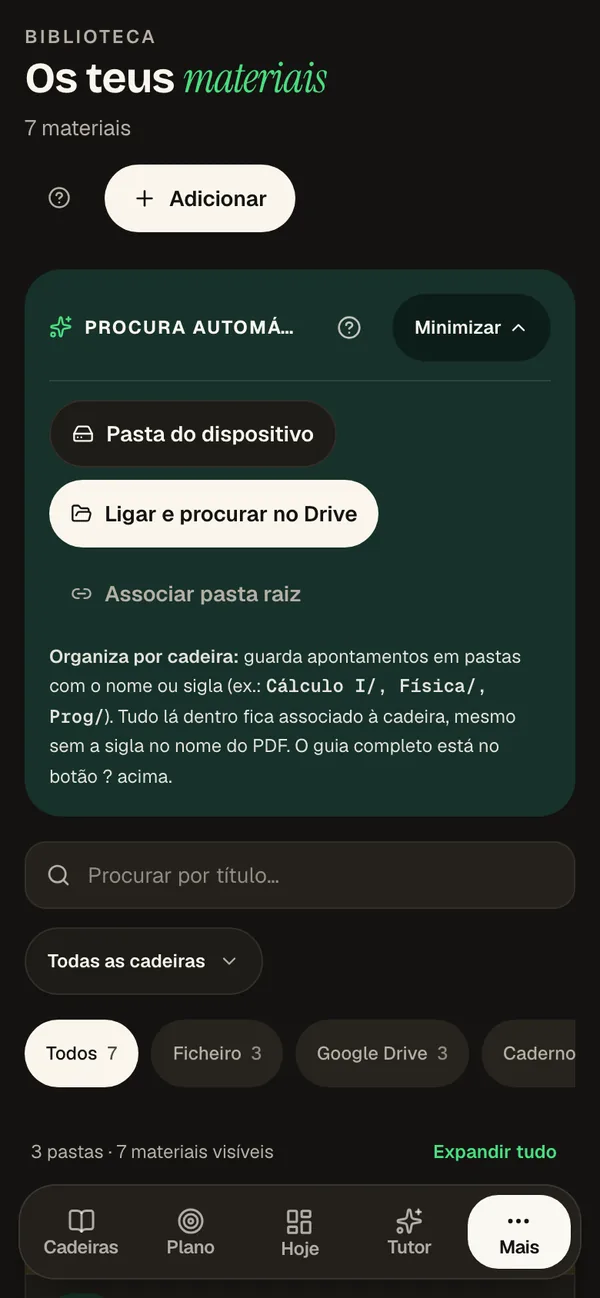 BIBLIOTECA
Os teus materiais
7 materiais
? + Adicionar
PROCURA AUTOMÁ... ? Minimizar
Pasta do dispositivo
Ligar e procurar no Drive
Associar pasta raiz
Organiza por cadeira: guarda apontamentos em pastas
com o nome ou sigla (ex.: Cálculo I/, Física/,
Prog/). Tudo lá dentro fica associado à cadeira, mesmo
sem a sigla no nome do PDF. O guia completo está no
botão ? acima.
Procurar por título...
Todas as cadeiras
Todos 7 Ficheiro 3 Google Drive 3 Caderno
3 pastas · 7 materiais visíveis Expandir tudo
Cadeiras Plano Hoje Tutor Mais